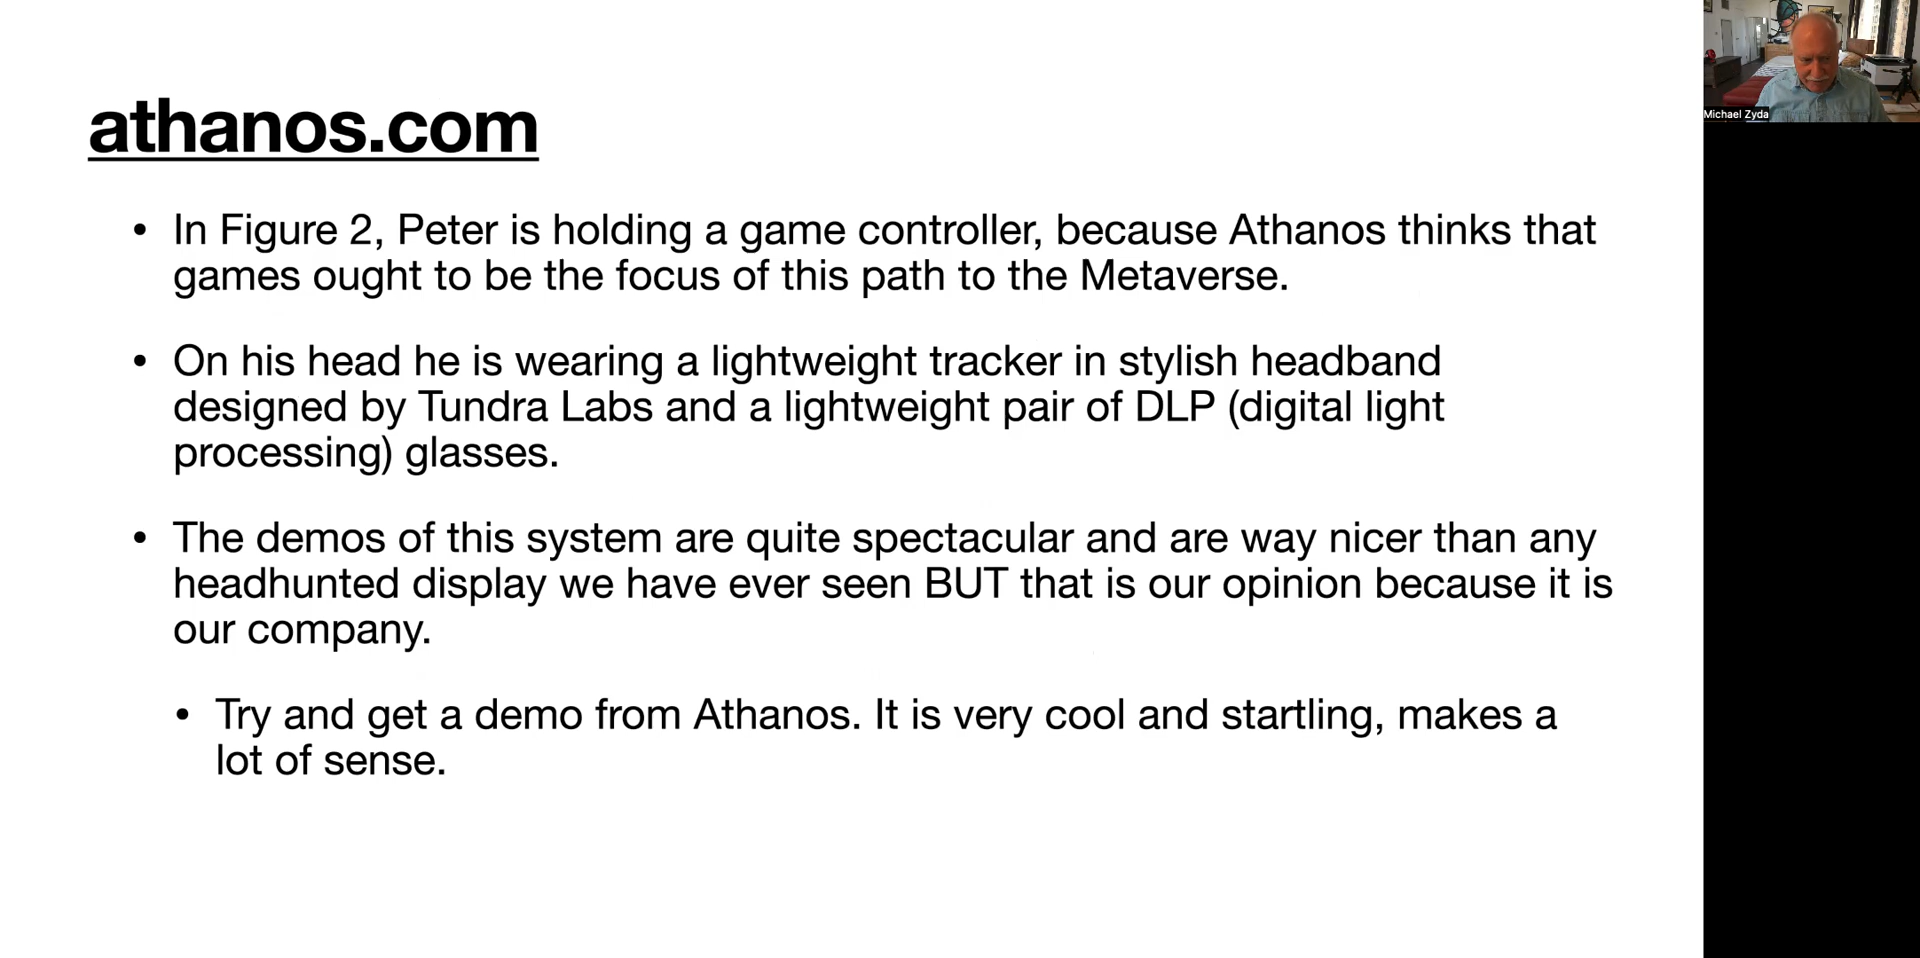 athanos.com
• In Figure 2, Peter is holding a game controller, because Athanos thinks that
games ought to be the focus of this path to the Metaverse.
• On his head he is wearing a lightweight tracker in stylish headband
designed by Tundra Labs and a lightweight pair of DLP (digital light
processing) glasses.
• The demos of this system are quite spectacular and are way nicer than any
headhunted display we have ever seen BUT that is our opinion because it is
our company.
• Try and get a demo from Athanos. It is very cool and startling, makes a
lot of sense.
Michael Zyda